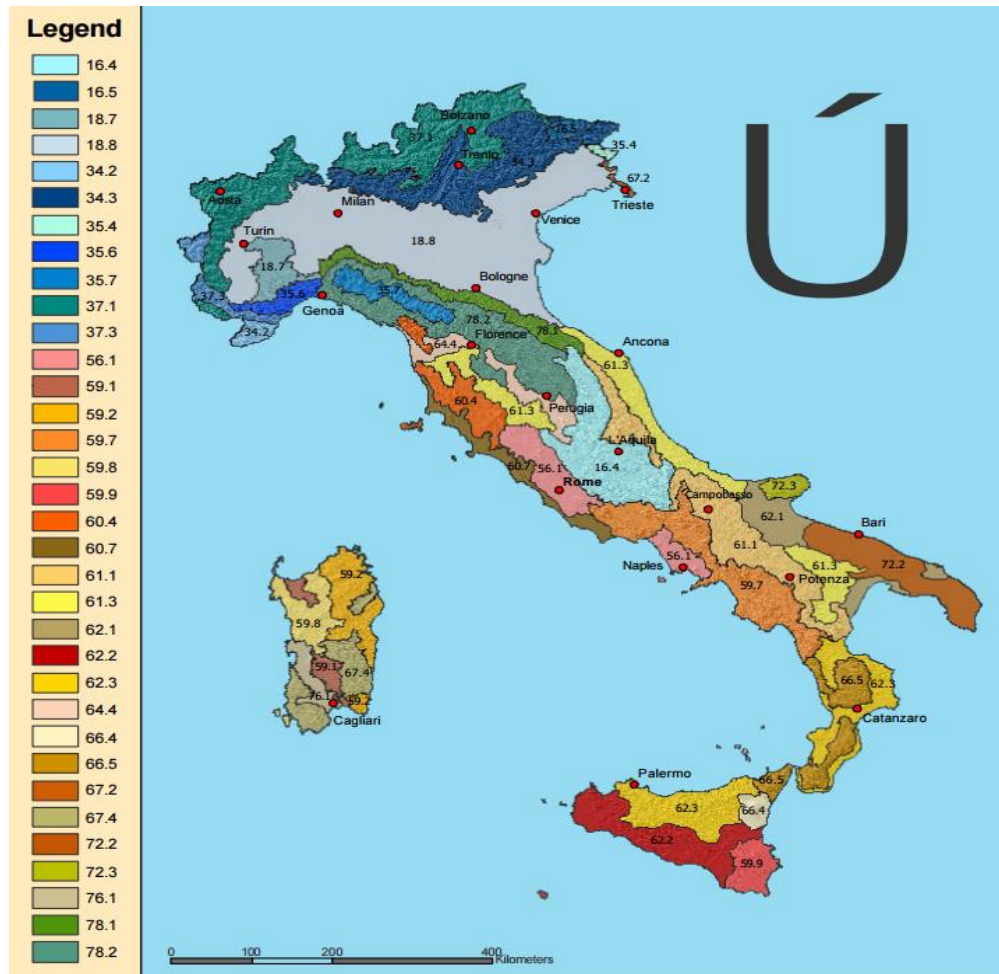 Legend
16.4
16.5
18.7
18.8
34.2
34.3
35.4
35.6
35.7
37.1
37.3
56.1
59.1
59.2
59.7
59.8
59.9
60.4
60.7
61.1
61.3
62.1
62.2
62.3
64.4
66.4
66.5
67.2
67.4
72.2
72.3
76.1
78.1
78.2
Ú
Bolzano
37.1
16.5
35.4
Trento
34.3
67.2
Aosta
Trieste
Milan
Venice
Turin
18.8
18.7
Bologne
37.3
35.6
35.7
Genoa
78.2
34.2
78.1
Florence
64.4
Ancona
61.3
60.4
61.3
Perugia
L'Aquila
60.7
56.1
16.4
Rome
72.3
Campobasso
62.1
Bari
61.1
72.2
Naples
56.1
61.3
Potenza
59.7
59.2
59.8
59.1
67.4
66.5
62.3
76.1
59.2
Cagliari
Catanzaro
Palermo
66.5
62.3
66.4
62.2
59.9
0 100 200 400
Kilometers